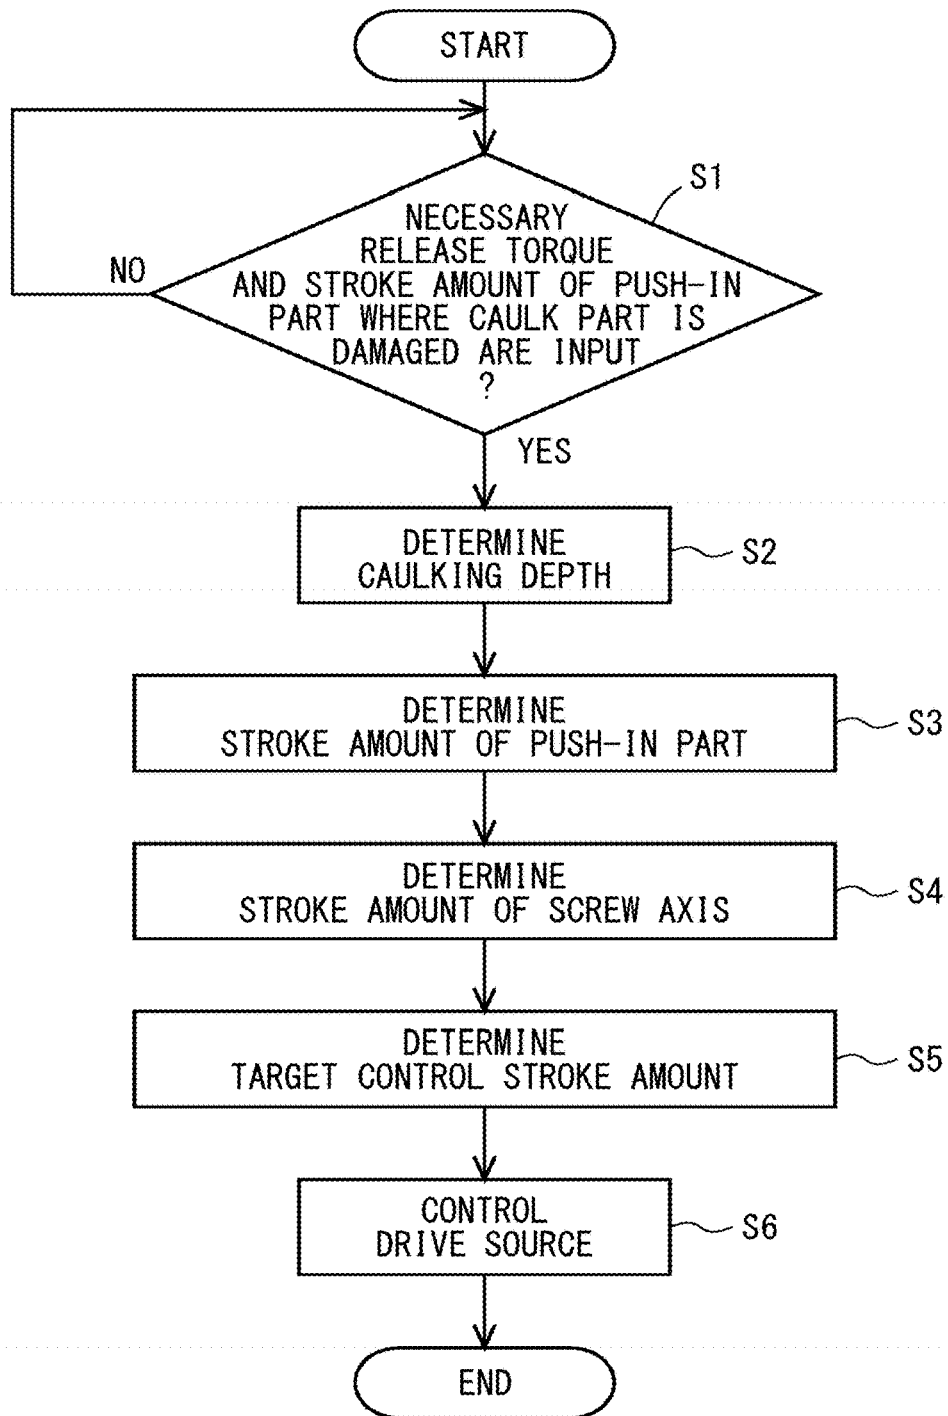 START
S1
NECESSARY
RELEASE TORQUE
AND STROKE AMOUNT OF PUSH-IN
PART WHERE CAULK PART IS
DAMAGED ARE INPUT
?
NO
YES
DETERMINE
CAULKING DEPTH
S2
DETERMINE
STROKE AMOUNT OF PUSH-IN PART
S3
DETERMINE
STROKE AMOUNT OF SCREW AXIS
S4
DETERMINE
TARGET CONTROL STROKE AMOUNT
S5
CONTROL
DRIVE SOURCE
S6
END